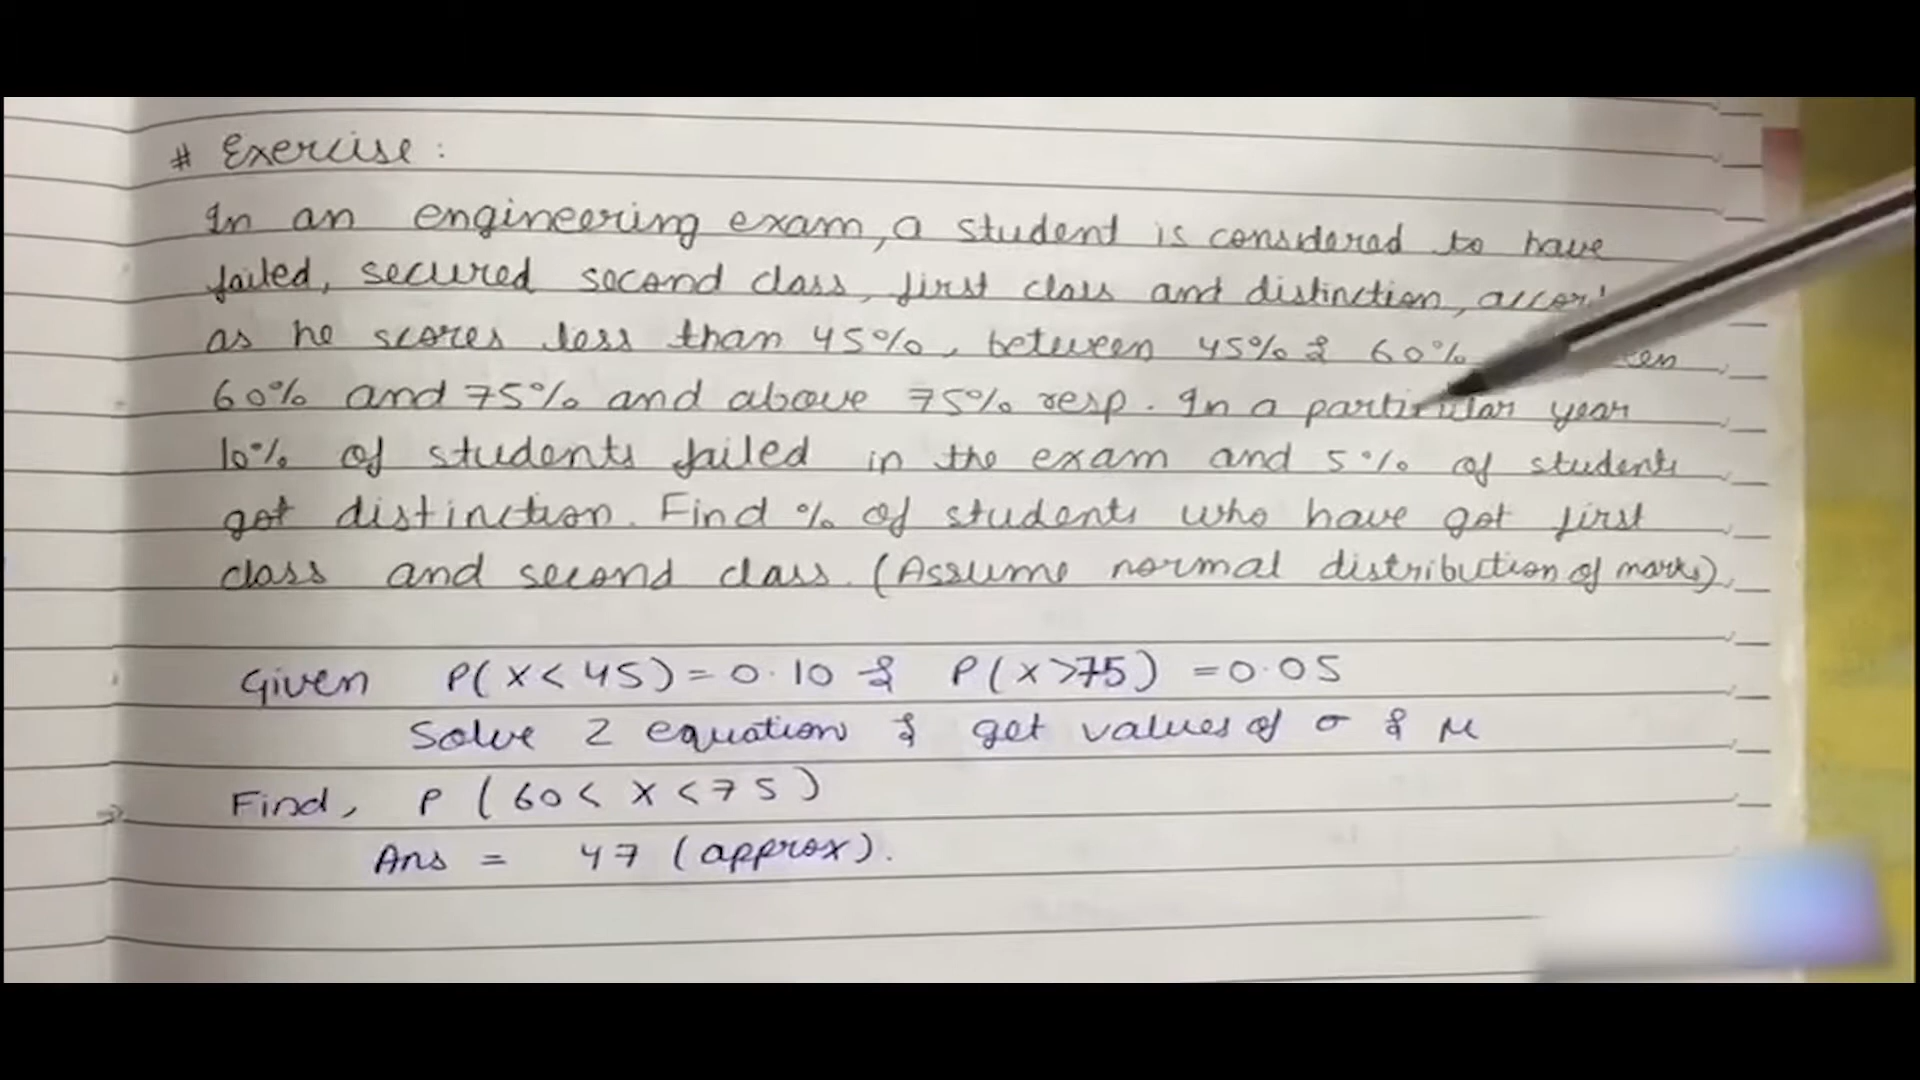 # Exercise:
In an engineering exam, a student is considered to have
failed, secured second class, first class and distinction,
as he scores less than 45%, between 45% & 60%
60% and 75% and above 75% resp. In a particular year
10% of students failed in the exam and 5% of students
got distinction. Find % of students who have got first
class and second class. (Assume normal distribution of marks).
Given P(X<45)=0.10 & P(X>75) =0.05
Solve 2 equation & get values of σ & μ
Find, P (60< X <75)
Ans = 47 (approx).